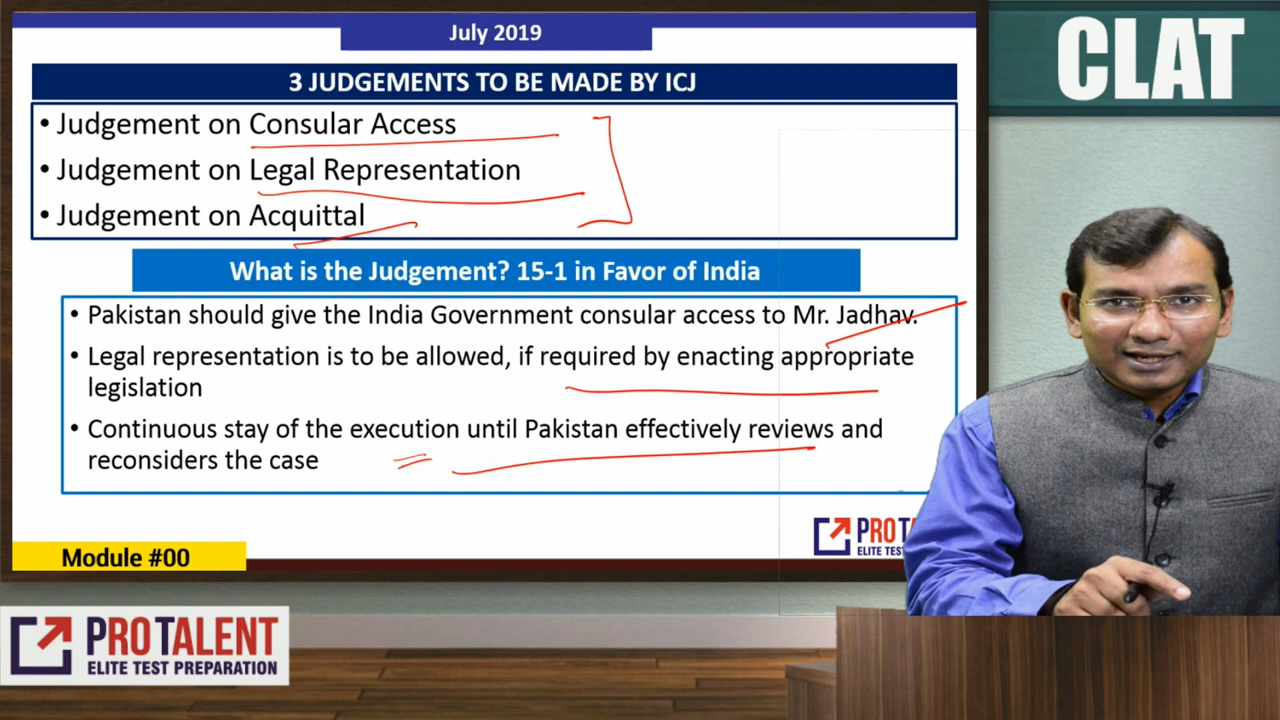 July 2019
CLAT
3 JUDGEMENTS TO BE MADE BY ICJ
• Judgement on Consular Access
• Judgement on Legal Representation
• Judgement on Acquittal
What is the Judgement? 15-1 in Favor of India
• Pakistan should give the India Government consular access to Mr. Jadhav.
• Legal representation is to be allowed, if required by enacting appropriate
legislation
• Continuous stay of the execution until Pakistan effectively reviews and
reconsiders the case
PROT
ELITE TES
Module #00
PROTALENT
ELITE TEST PREPARATION